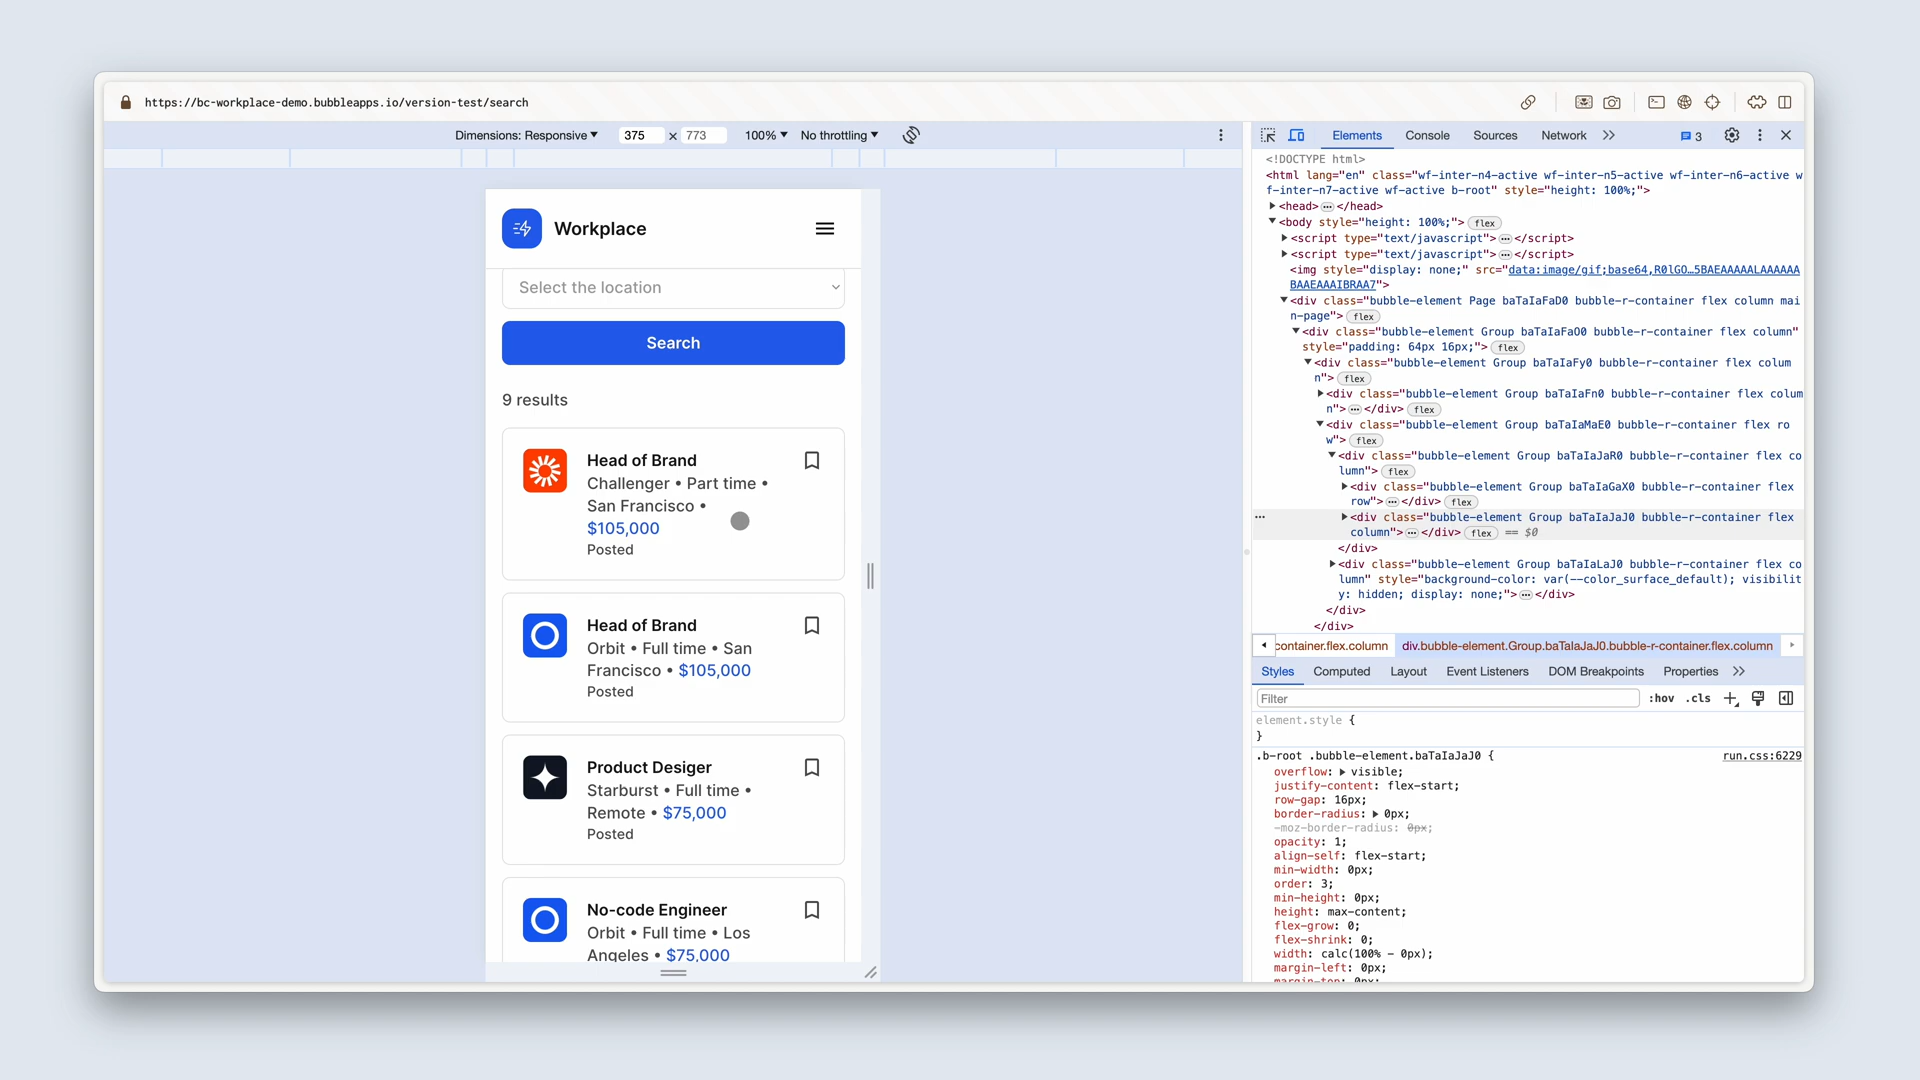 https://bc-workplace-demo.bubbleapps.io/version-test/search
Dimensions: Responsive
375 × 773
100%
No throttling
Workplace
Select the location
Search
9 results
Head of Brand
Challenger • Part time •
San Francisco •
$105,000
Posted
Head of Brand
Orbit • Full time • San
Francisco • $105,000
Posted
Product Desiger
Starburst • Full time •
Remote • $75,000
Posted
No-code Engineer
Orbit • Full time • Los
Angeles • $75,000
Elements Console Sources Network 3
<!DOCTYPE html>
<html lang="en" class="wf-inter-n4-active wf-inter-n5-active wf-inter-n6-active w
f-inter-n7-active wf-active b-root" style="height: 100%;">
<head>…</head>
<body style="height: 100%;"> flex
<script type="text/javascript">…</script>
<script type="text/javascript">…</script>
<img style="display: none;" src="data:image/gif;base64,R0lGO…5BAEAAAAALAAAAAA
BAAEAAAIBRAA7">
<div class="bubble-element Page baTaIaFaD0 bubble-r-container flex column mai
n-page"> flex
<div class="bubble-element Group baTaIaFaO0 bubble-r-container flex column"
style="padding: 64px 16px;"> flex
<div class="bubble-element Group baTaIaFy0 bubble-r-container flex colum
n"> flex
<div class="bubble-element Group baTaIaFn0 bubble-r-container flex colum
n">…</div> flex
<div class="bubble-element Group baTaIaMaE0 bubble-r-container flex ro
w"> flex
<div class="bubble-element Group baTaIaJaR0 bubble-r-container flex co
lumn"> flex
<div class="bubble-element Group baTaIaGaX0 bubble-r-container flex
row">…</div> flex
<div class="bubble-element Group baTaIaJaJ0 bubble-r-container flex
column">…</div> flex == $0
</div>
<div class="bubble-element Group baTaIaLaJ0 bubble-r-container flex co
lumn" style="background-color: var(--color_surface_default); visibilit
y: hidden; display: none;">…</div>
</div>
</div>
container.flex.column div.bubble-element.Group.baTaIaJaJ0.bubble-r-container.flex.column
Styles Computed Layout Event Listeners DOM Breakpoints Properties
Filter :hov .cls
element.style {
}
.b-root .bubble-element.baTaIaJaJ0 { run.css:6229
overflow: visible;
justify-content: flex-start;
row-gap: 16px;
border-radius: 0px;
-moz-border-radius: 0px;
opacity: 1;
align-self: flex-start;
min-width: 0px;
order: 3;
min-height: 0px;
height: max-content;
flex-grow: 0;
flex-shrink: 0;
width: calc(100% - 0px);
margin-left: 0px;
margin-top: 0px;